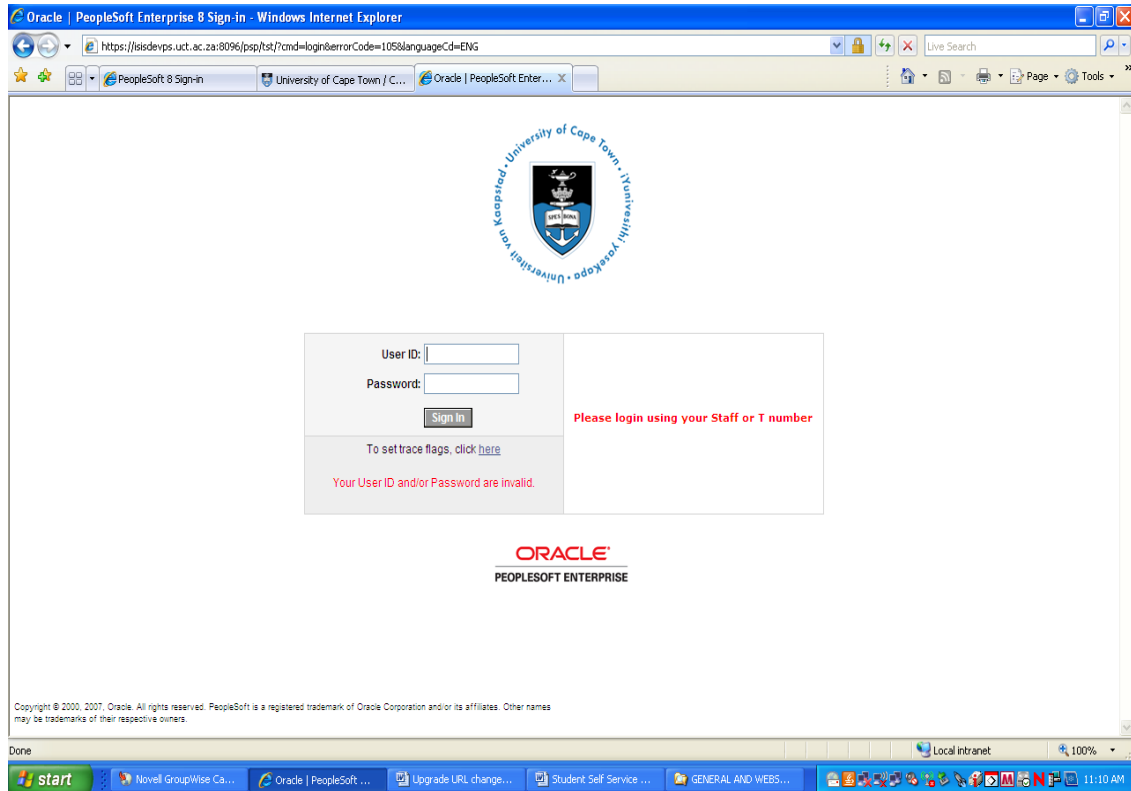 Oracle | PeopleSoft Enterprise 8 Sign-in - Windows Internet Explorer
https://isisdevps.uct.ac.za:8096/psp/tst/?cmd=login&errorCode=105&languageCd=ENG
Live Search
PeopleSoft 8 Sign-in
University of Cape Town / C...
Oracle | PeopleSoft Enter...
Page
Tools
University of Cape Town · iYunivesithi yaseKapa · Universiteit van Kaapstad ·
SPES BONA
User ID:
Password:
Sign In
Please login using your Staff or T number
To set trace flags, click here
Your User ID and/or Password are invalid.
ORACLE
PEOPLESOFT ENTERPRISE
Copyright © 2000, 2007, Oracle. All rights reserved. PeopleSoft is a registered trademark of Oracle Corporation and/or its affiliates. Other names
may be trademarks of their respective owners.
Done
Local intranet
100%
start
Novell GroupWise Ca...
Oracle | PeopleSoft ...
Upgrade URL change...
Student Self Service ...
GENERAL AND WEBS...
11:10 AM